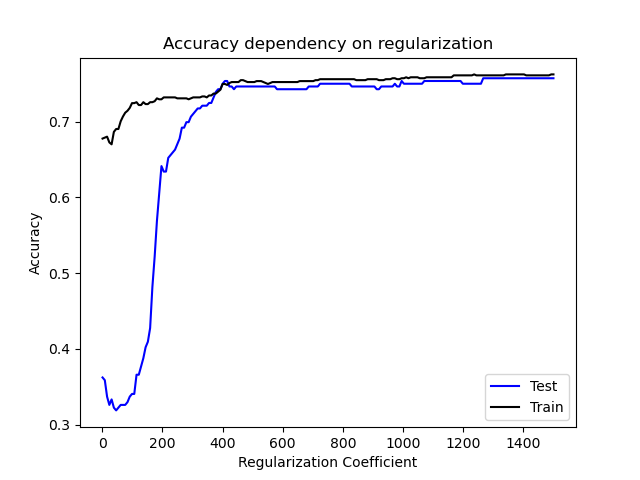 Accuracy dependency on regularization
0.7
0.6
0.5
0.4
0.3
Accuracy
0 200 400 600 800 1000 1200 1400
Regularization Coefficient
Test
Train